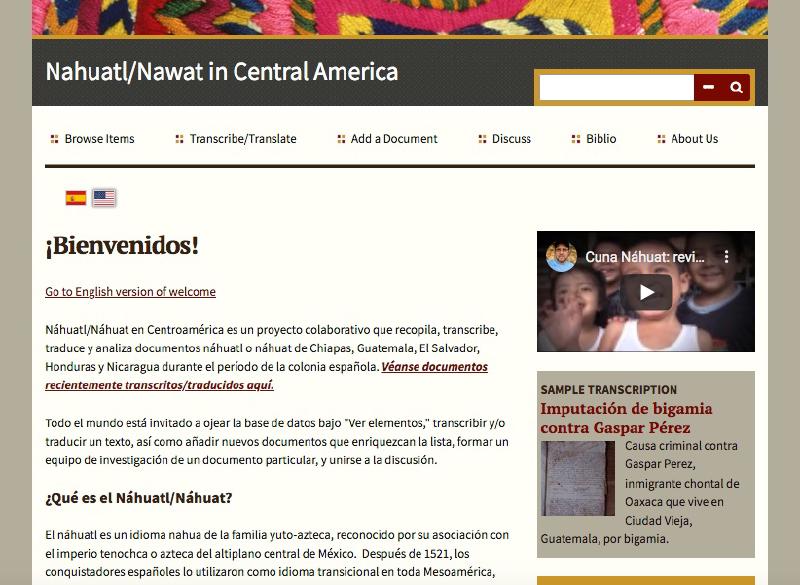 Nahuatl/Nawat in Central America
Browse Items
Transcribe/Translate
Add a Document
Discuss
Biblio
About Us
¡Bienvenidos!
Go to English version of welcome
Náhuatl/Náhuat en Centroamérica es un proyecto colaborativo que recopila, transcribe,
traduce y analiza documentos náhuatl o náhuat de Chiapas, Guatemala, El Salvador,
Honduras y Nicaragua durante el período de la colonia española. Véanse documentos
recientemente transcritos/traducidos aquí.
Todo el mundo está invitado a ojear la base de datos bajo "Ver elementos," transcribir y/o
traducir un texto, así como añadir nuevos documentos que enriquezcan la lista, formar un
equipo de investigación de un documento particular, y unirse a la discusión.
¿Qué es el Náhuatl/Náhuat?
El náhuatl es un idioma nahua de la familia yuto-azteca, reconocido por su asociación con
el imperio tenochca o azteca del altiplano central de México. Después de 1521, los
conquistadores españoles lo utilizaron como idioma transicional en toda Mesoamérica,
Cuna Náhuat: revi...
SAMPLE TRANSCRIPTION
Imputación de bigamia
contra Gaspar Pérez
Causa criminal contra
Gaspar Perez,
inmigrante chontal de
Oaxaca que vive en
Ciudad Vieja,
Guatemala, por bigamia.